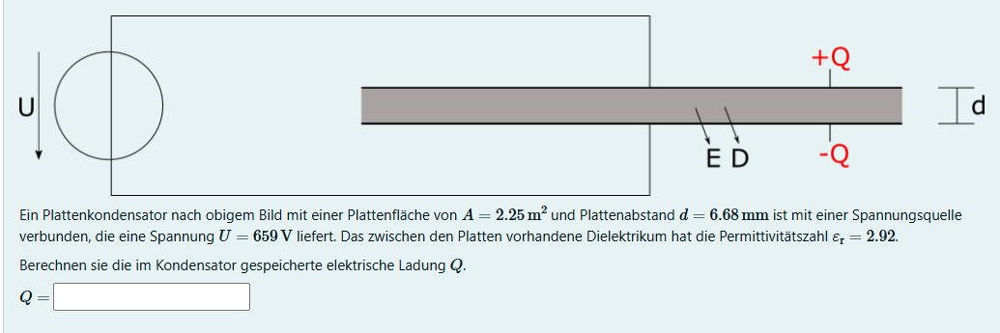 +Q
U
d
E D
-Q
Ein Plattenkondensator nach obigem Bild mit einer Plattenfläche von A = 2.25 m² und Plattenabstand d = 6.68 mm ist mit einer Spannungsquelle
verbunden, die eine Spannung U = 659 V liefert. Das zwischen den Platten vorhandene Dielektrikum hat die Permittivitätszahl εᵣ = 2.92.
Berechnen sie die im Kondensator gespeicherte elektrische Ladung Q.
Q =